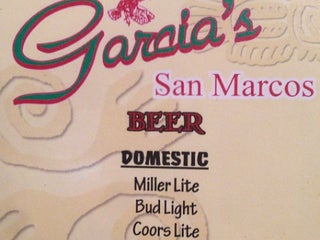 Garcia's
San Marcos
BEER
DOMESTIC
Miller Lite
Bud Light
Coors Lite